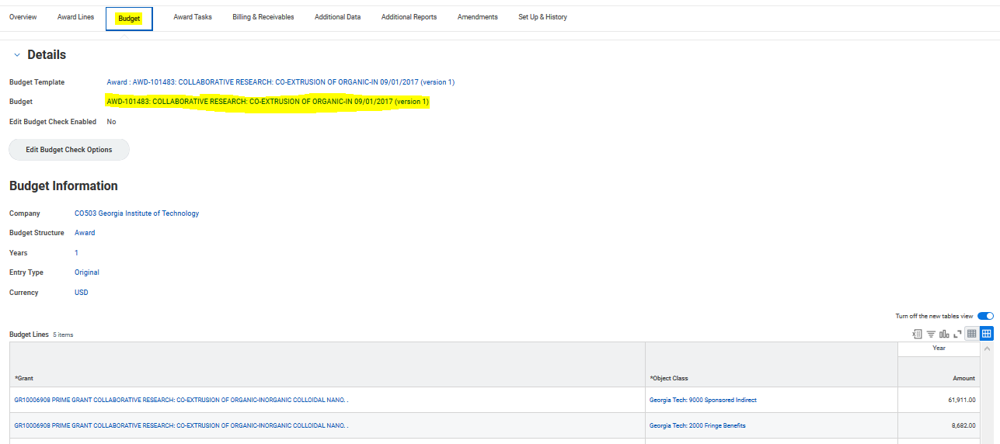 Overview Award Lines Budget Award Tasks Billing & Receivables Additional Data Additional Reports Amendments Set Up & History
Details
Budget Template Award : AWD-101483: COLLABORATIVE RESEARCH: CO-EXTRUSION OF ORGANIC-IN 09/01/2017 (version 1)
Budget AWD-101483: COLLABORATIVE RESEARCH: CO-EXTRUSION OF ORGANIC-IN 09/01/2017 (version 1)
Edit Budget Check Enabled No
Edit Budget Check Options
Budget Information
Company CO503 Georgia Institute of Technology
Budget Structure Award
Years 1
Entry Type Original
Currency USD
Turn off the new tables view
Budget Lines 5 items
Year
*Grant *Object Class Amount
GR10006908 PRIME GRANT COLLABORATIVE RESEARCH: CO-EXTRUSION OF ORGANIC-INORGANIC COLLOIDAL NANO. . Georgia Tech: 9000 Sponsored Indirect 61,911.00
GR10006908 PRIME GRANT COLLABORATIVE RESEARCH: CO-EXTRUSION OF ORGANIC-INORGANIC COLLOIDAL NANO. . Georgia Tech: 2000 Fringe Benefits 8,682.00